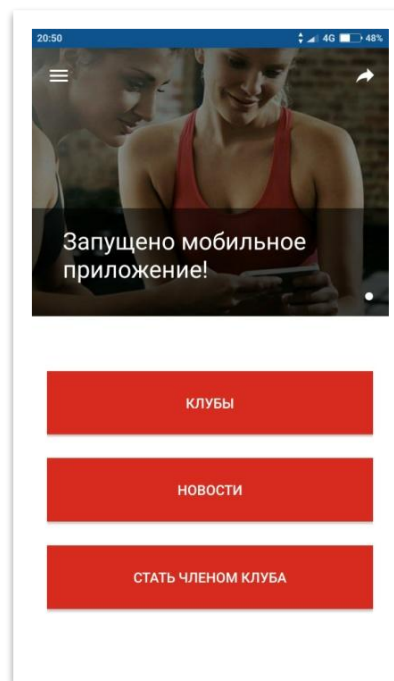 20:50 4G 48%
Запущено мобильное
приложение!
КЛУБЫ
НОВОСТИ
СТАТЬ ЧЛЕНОМ КЛУБА